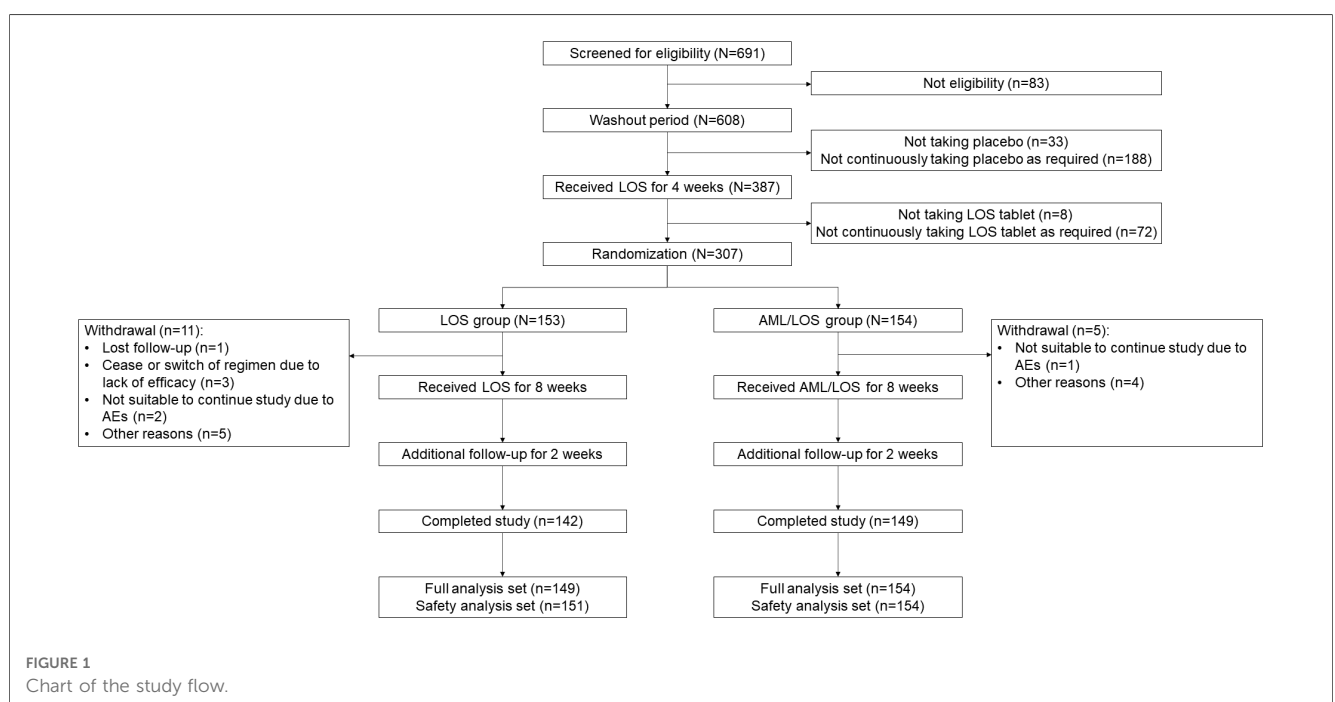 Screened for eligibility (N=691)
Not eligibility (n=83)
Washout period (N=608)
Not taking placebo (n=33)
Not continuously taking placebo as required (n=188)
Received LOS for 4 weeks (N=387)
Not taking LOS tablet (n=8)
Not continuously taking LOS tablet as required (n=72)
Randomization (N=307)
LOS group (N=153)
AML/LOS group (N=154)
Withdrawal (n=11):
• Lost follow-up (n=1)
• Cease or switch of regimen due to
lack of efficacy (n=3)
• Not suitable to continue study due to
AEs (n=2)
• Other reasons (n=5)
Withdrawal (n=5):
• Not suitable to continue study due to
AEs (n=1)
• Other reasons (n=4)
Received LOS for 8 weeks
Received AML/LOS for 8 weeks
Additional follow-up for 2 weeks
Additional follow-up for 2 weeks
Completed study (n=142)
Completed study (n=149)
Full analysis set (n=149)
Safety analysis set (n=151)
Full analysis set (n=154)
Safety analysis set (n=154)
FIGURE 1
Chart of the study flow.